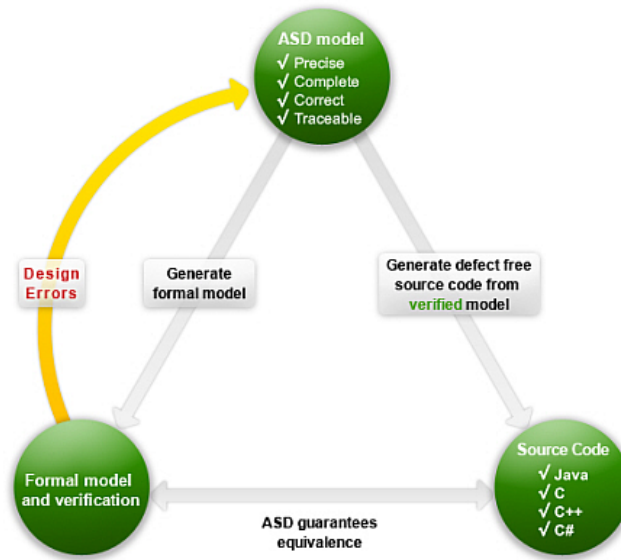 ASD model
✓ Precise
✓ Complete
✓ Correct
✓ Traceable
Design
Errors
Generate
formal model
Generate defect free
source code from
verified model
Formal model
and verification
Source Code
✓ Java
✓ C
✓ C++
✓ C#
ASD guarantees
equivalence